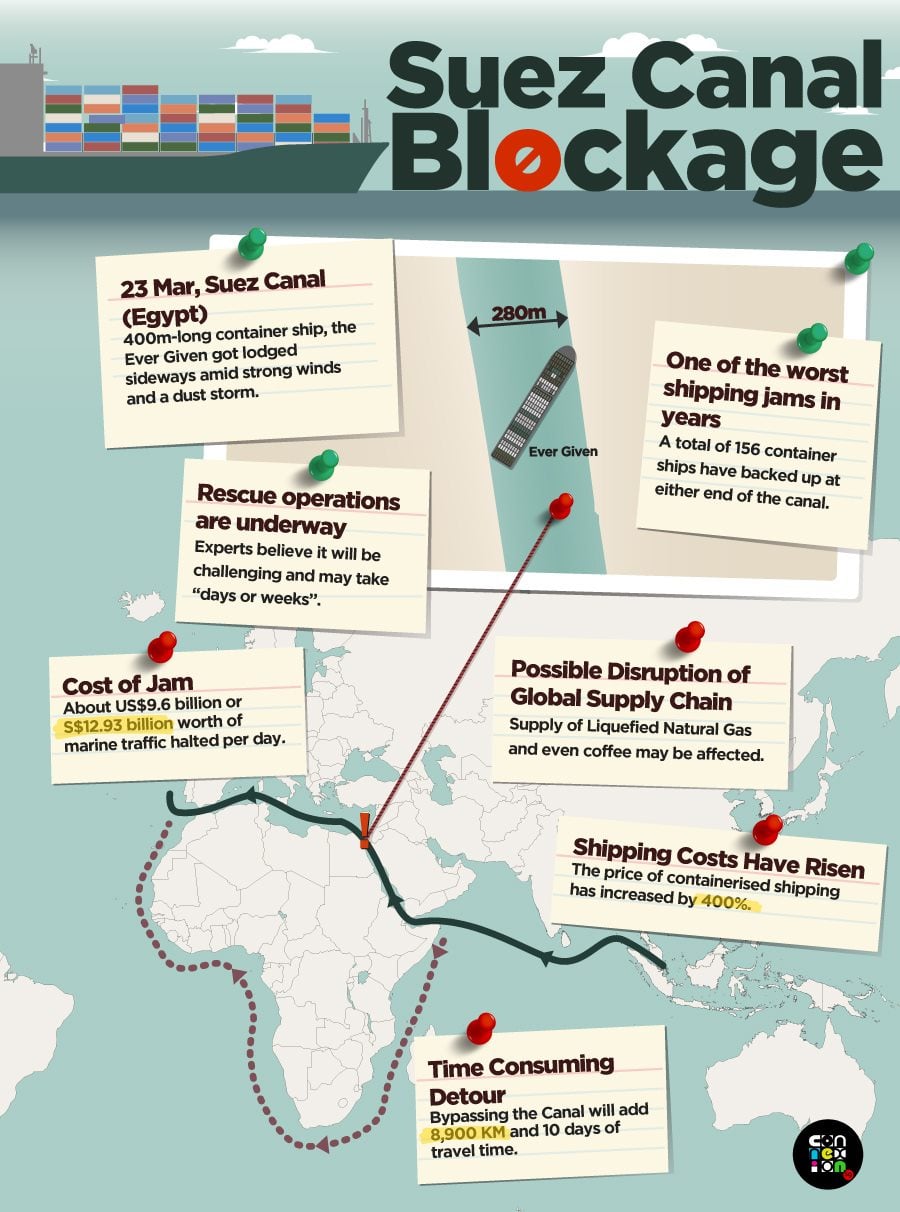 Suez Canal
Blockage
23 Mar, Suez Canal
(Egypt)
400m-long container ship, the
Ever Given got lodged
sideways amid strong winds
and a dust storm.
280m
Ever Given
One of the worst
shipping jams in
years
A total of 156 container
ships have backed up at
either end of the canal.
Rescue operations
are underway
Experts believe it will be
challenging and may take
“days or weeks”.
Cost of Jam
About US$9.6 billion or
S$12.93 billion worth of
marine traffic halted per day.
Possible Disruption of
Global Supply Chain
Supply of Liquefied Natural Gas
and even coffee may be affected.
Shipping Costs Have Risen
The price of containerised shipping
has increased by 400%.
Time Consuming
Detour
Bypassing the Canal will add
8,900 KM and 10 days of
travel time.
con
nex
ion